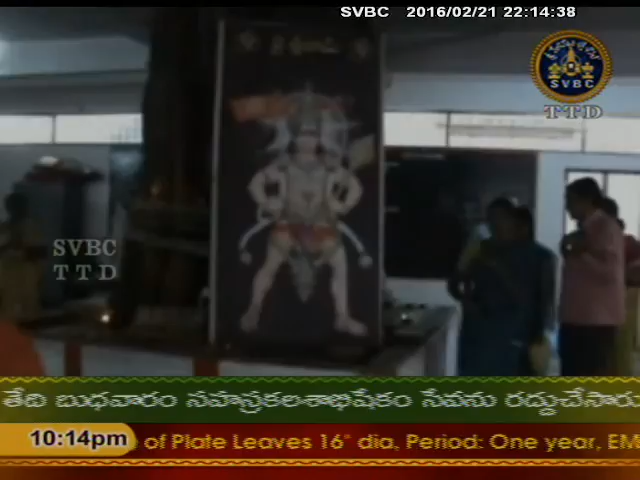 SVBC 2016/02/21 22:14:38
SVBC
TTD
SVBC
TTD
తేది బుధవారం సహస్రకలశాభిషేకం సేవను రద్దుచేసారు
10:14pm of Plate Leaves 16" dia, Period: One year, EM